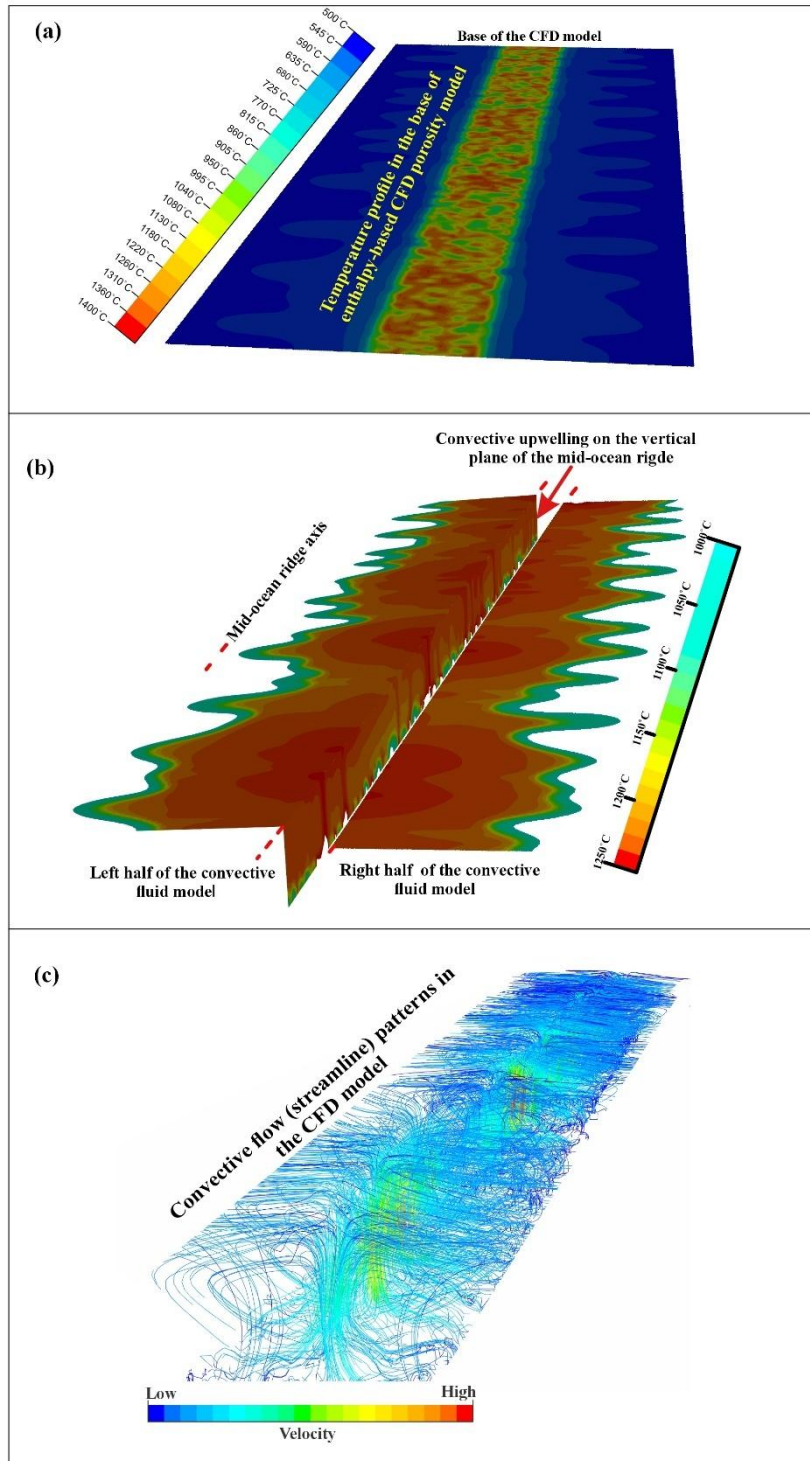 (a)
Base of the CFD model
500˚C
545˚C
590˚C
635˚C
680˚C
725˚C
770˚C
815˚C
860˚C
905˚C
950˚C
995˚C
1040˚C
1080˚C
1130˚C
1180˚C
1220˚C
1260˚C
1310˚C
1360˚C
1400˚C
Temperature profile in the base of
enthalpy-based CFD porosity model
(b)
Convective upwelling on the vertical
plane of the mid-ocean rigde
Mid-ocean ridge axis
1000˚C
1050˚C
1100˚C
1150˚C
1200˚C
1250˚C
Left half of the convective
fluid model
Right half of the convective
fluid model
(c)
Convective flow (streamline) patterns in
the CFD model
Low
High
Velocity